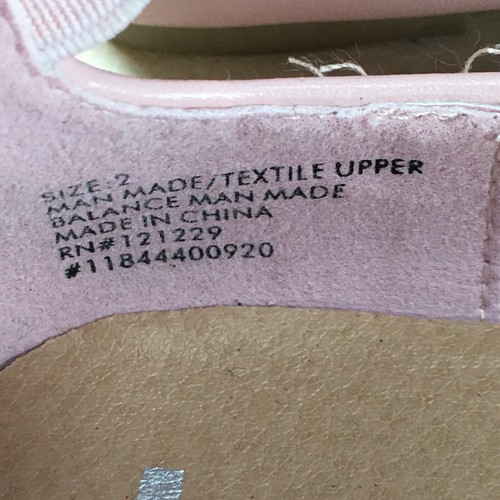 SIZE:2
MAN MADE/TEXTILE UPPER
BALANCE MAN MADE
MADE IN CHINA
RN#121229
#11844400920